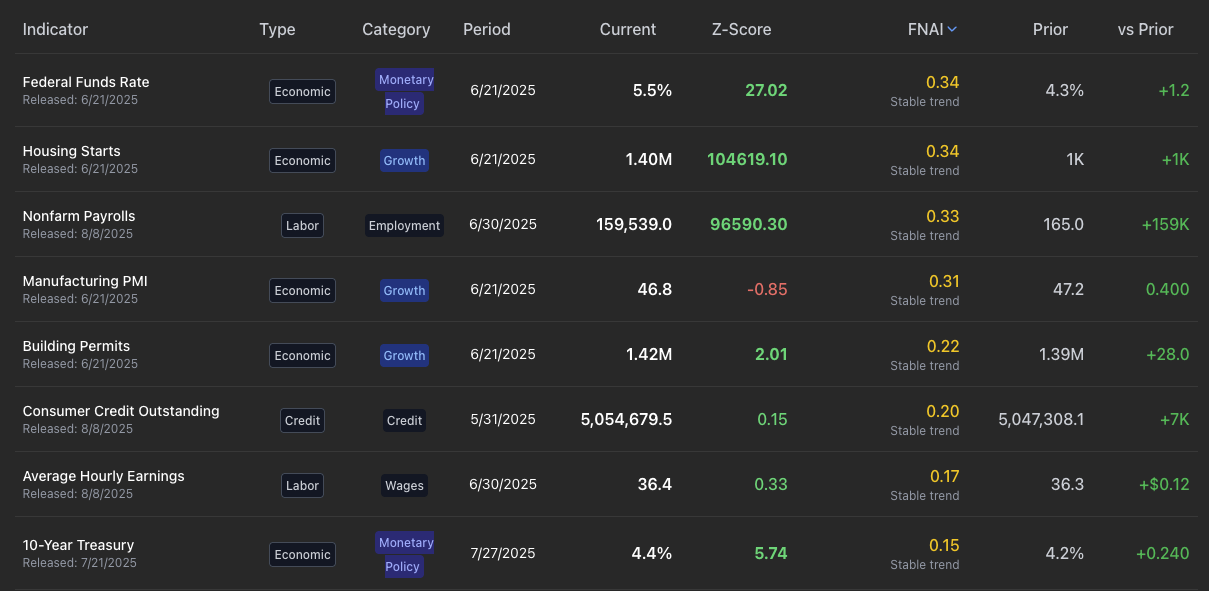 Indicator Type Category Period Current Z-Score FNAI Prior vs Prior
Federal Funds Rate
Released: 6/21/2025
Economic
Monetary
Policy
6/21/2025 5.5% 27.02
0.34
Stable trend
4.3% +1.2
Housing Starts
Released: 6/21/2025
Economic Growth 6/21/2025 1.40M 104619.10
0.34
Stable trend
1K +1K
Nonfarm Payrolls
Released: 8/8/2025
Labor Employment 6/30/2025 159,539.0 96590.30
0.33
Stable trend
165.0 +159K
Manufacturing PMI
Released: 6/21/2025
Economic Growth 6/21/2025 46.8 -0.85
0.31
Stable trend
47.2 0.400
Building Permits
Released: 6/21/2025
Economic Growth 6/21/2025 1.42M 2.01
0.22
Stable trend
1.39M +28.0
Consumer Credit Outstanding
Released: 8/8/2025
Credit Credit 5/31/2025 5,054,679.5 0.15
0.20
Stable trend
5,047,308.1 +7K
Average Hourly Earnings
Released: 8/8/2025
Labor Wages 6/30/2025 36.4 0.33
0.17
Stable trend
36.3 +$0.12
10-Year Treasury
Released: 7/21/2025
Economic
Monetary
Policy
7/27/2025 4.4% 5.74
0.15
Stable trend
4.2% +0.240